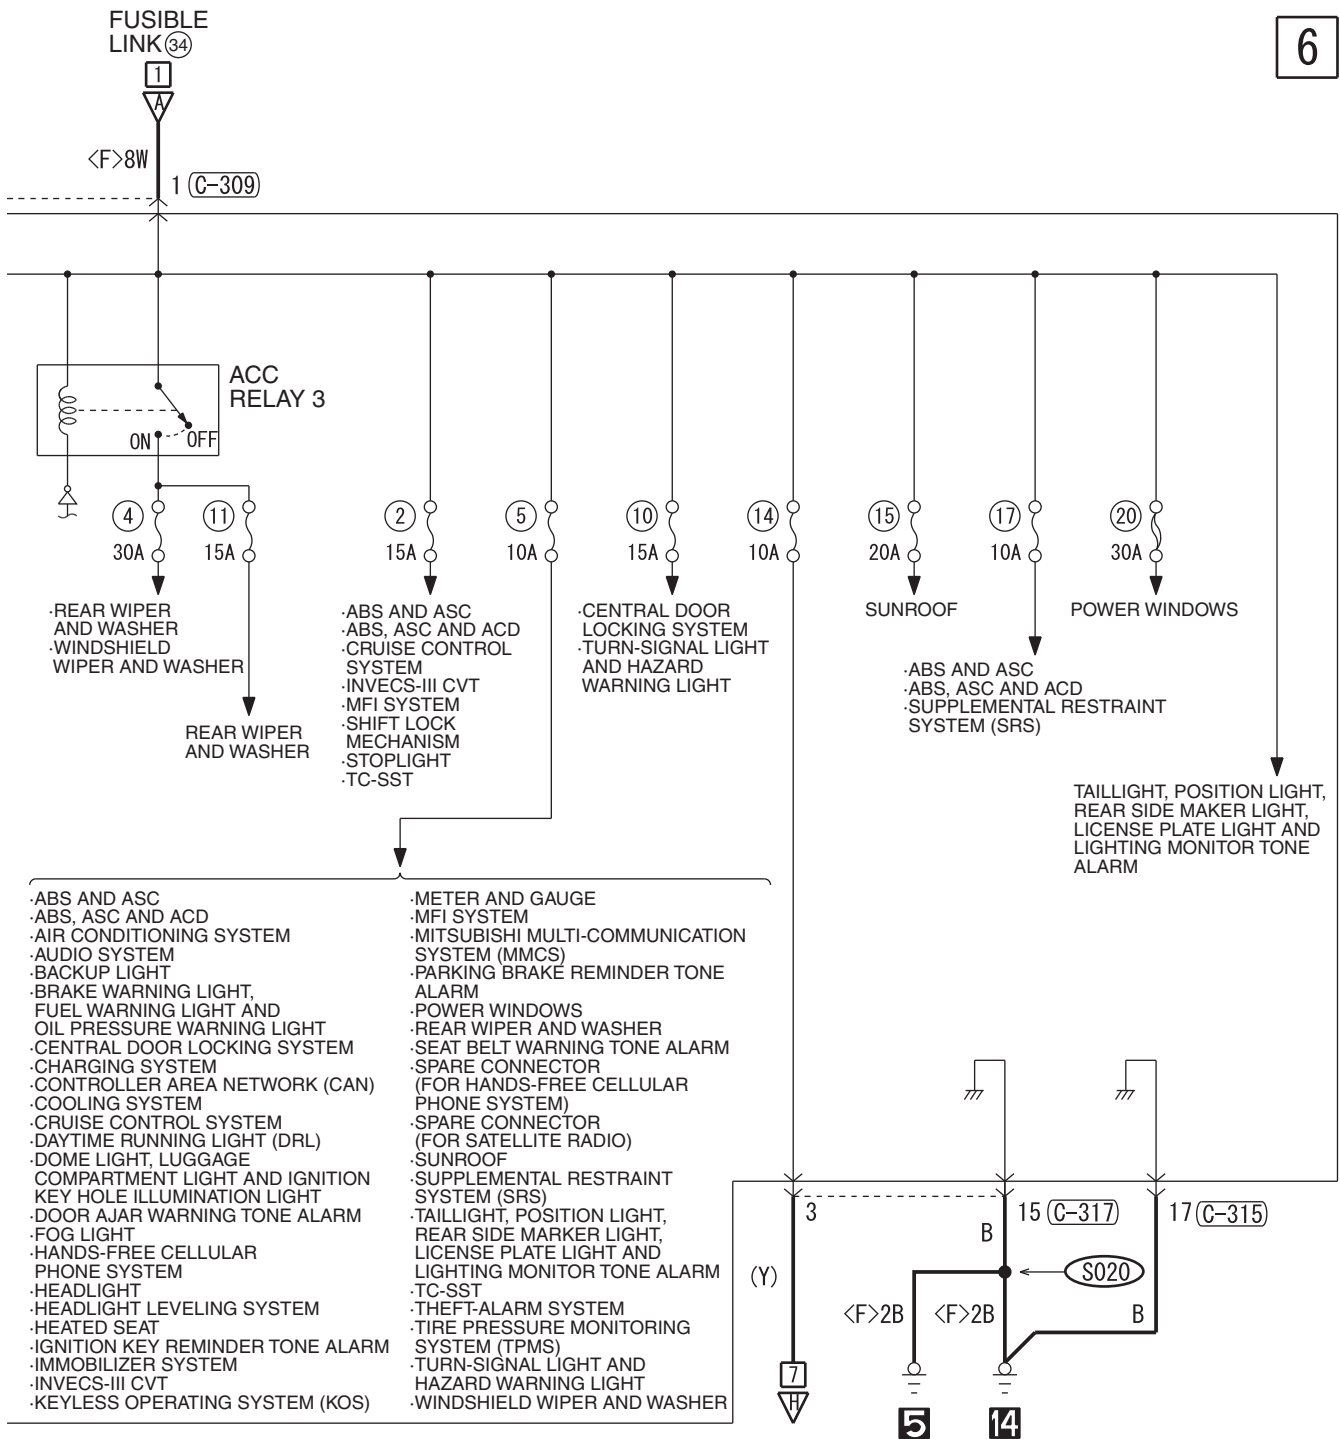 FUSIBLE
LINK 34
6
1
A
<F>8W
1 C-309
ACC
RELAY 3
ON
OFF
4
30A
11
15A
2
15A
5
10A
10
15A
14
10A
15
20A
17
10A
20
30A
·REAR WIPER
AND WASHER
·WINDSHIELD
WIPER AND WASHER
REAR WIPER
AND WASHER
·ABS AND ASC
·ABS, ASC AND ACD
·CRUISE CONTROL
SYSTEM
·INVECS-III CVT
·MFI SYSTEM
·SHIFT LOCK
MECHANISM
·STOPLIGHT
·TC-SST
·CENTRAL DOOR
LOCKING SYSTEM
·TURN-SIGNAL LIGHT
AND HAZARD
WARNING LIGHT
SUNROOF
·ABS AND ASC
·ABS, ASC AND ACD
·SUPPLEMENTAL RESTRAINT
SYSTEM (SRS)
POWER WINDOWS
TAILLIGHT, POSITION LIGHT,
REAR SIDE MAKER LIGHT,
LICENSE PLATE LIGHT AND
LIGHTING MONITOR TONE
ALARM
·ABS AND ASC
·ABS, ASC AND ACD
·AIR CONDITIONING SYSTEM
·AUDIO SYSTEM
·BACKUP LIGHT
·BRAKE WARNING LIGHT,
FUEL WARNING LIGHT AND
OIL PRESSURE WARNING LIGHT
·CENTRAL DOOR LOCKING SYSTEM
·CHARGING SYSTEM
·CONTROLLER AREA NETWORK (CAN)
·COOLING SYSTEM
·CRUISE CONTROL SYSTEM
·DAYTIME RUNNING LIGHT (DRL)
·DOME LIGHT, LUGGAGE
COMPARTMENT LIGHT AND IGNITION
KEY HOLE ILLUMINATION LIGHT
·DOOR AJAR WARNING TONE ALARM
·FOG LIGHT
·HANDS-FREE CELLULAR
PHONE SYSTEM
·HEADLIGHT
·HEADLIGHT LEVELING SYSTEM
·HEATED SEAT
·IGNITION KEY REMINDER TONE ALARM
·IMMOBILIZER SYSTEM
·INVECS-III CVT
·KEYLESS OPERATING SYSTEM (KOS)
·METER AND GAUGE
·MFI SYSTEM
·MITSUBISHI MULTI-COMMUNICATION
SYSTEM (MMCS)
·PARKING BRAKE REMINDER TONE
ALARM
·POWER WINDOWS
·REAR WIPER AND WASHER
·SEAT BELT WARNING TONE ALARM
·SPARE CONNECTOR
(FOR HANDS-FREE CELLULAR
PHONE SYSTEM)
·SPARE CONNECTOR
(FOR SATELLITE RADIO)
·SUNROOF
·SUPPLEMENTAL RESTRAINT
SYSTEM (SRS)
·TAILLIGHT, POSITION LIGHT,
REAR SIDE MARKER LIGHT,
LICENSE PLATE LIGHT AND
LIGHTING MONITOR TONE ALARM
·TC-SST
·THEFT-ALARM SYSTEM
·TIRE PRESSURE MONITORING
SYSTEM (TPMS)
·TURN-SIGNAL LIGHT AND
HAZARD WARNING LIGHT
·WINDSHIELD WIPER AND WASHER
3
15 C-317
17 C-315
B
S020
(Y)
<F>2B
<F>2B
B
7
H
5
14